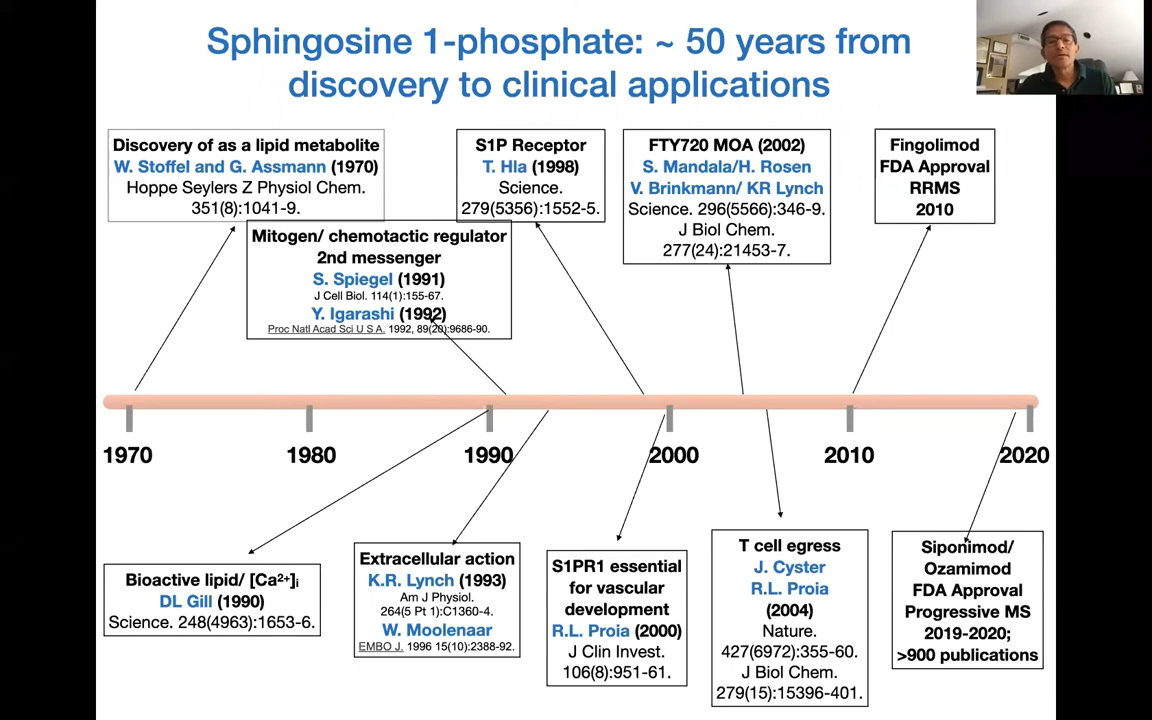 Sphingosine 1-phosphate: ~ 50 years from
discovery to clinical applications
Discovery of as a lipid metabolite
W. Stoffel and G. Assmann (1970)
Hoppe Seylers Z Physiol Chem.
351(8):1041-9.
Mitogen/ chemotactic regulator
2nd messenger
S. Spiegel (1991)
J Cell Biol. 114(1):155-67.
Y. Igarashi (1992)
Proc Natl Acad Sci U S A. 1992, 89(20):9686-90.
S1P Receptor
T. Hla (1998)
Science.
279(5356):1552-5.
FTY720 MOA (2002)
S. Mandala/H. Rosen
V. Brinkmann/ KR Lynch
Science. 296(5566):346-9.
J Biol Chem.
277(24):21453-7.
Fingolimod
FDA Approval
RRMS
2010
1970 1980 1990 2000 2010 2020
Bioactive lipid/ [Ca²⁺]ᵢ
DL Gill (1990)
Science. 248(4963):1653-6.
Extracellular action
K.R. Lynch (1993)
Am J Physiol.
264(5 Pt 1):C1360-4.
W. Moolenaar
EMBO J. 1996 15(10):2388-92.
S1PR1 essential
for vascular
development
R.L. Proia (2000)
J Clin Invest.
106(8):951-61.
T cell egress
J. Cyster
R.L. Proia
(2004)
Nature.
427(6972):355-60.
J Biol Chem.
279(15):15396-401.
Siponimod/
Ozamimod
FDA Approval
Progressive MS
2019-2020;
>900 publications